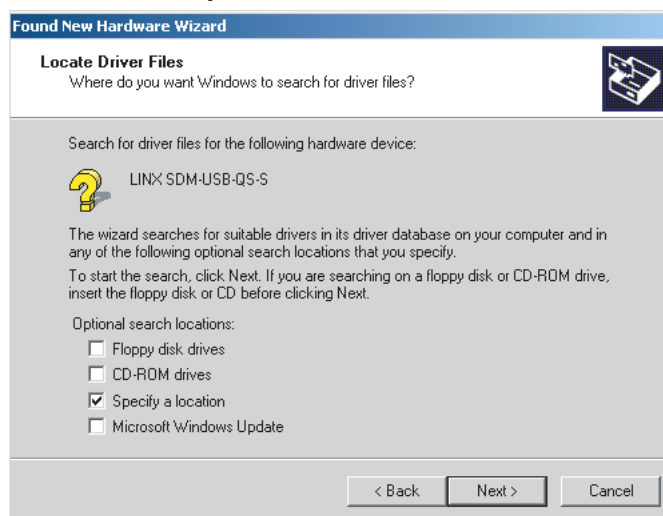 Found New Hardware Wizard
Locate Driver Files
Where do you want Windows to search for driver files?
Search for driver files for the following hardware device:
LINX SDM-USB-QS-S
The wizard searches for suitable drivers in its driver database on your computer and in
any of the following optional search locations that you specify.
To start the search, click Next. If you are searching on a floppy disk or CD-ROM drive,
insert the floppy disk or CD before clicking Next.
Optional search locations:
Floppy disk drives
CD-ROM drives
Specify a location
Microsoft Windows Update
< Back Next > Cancel